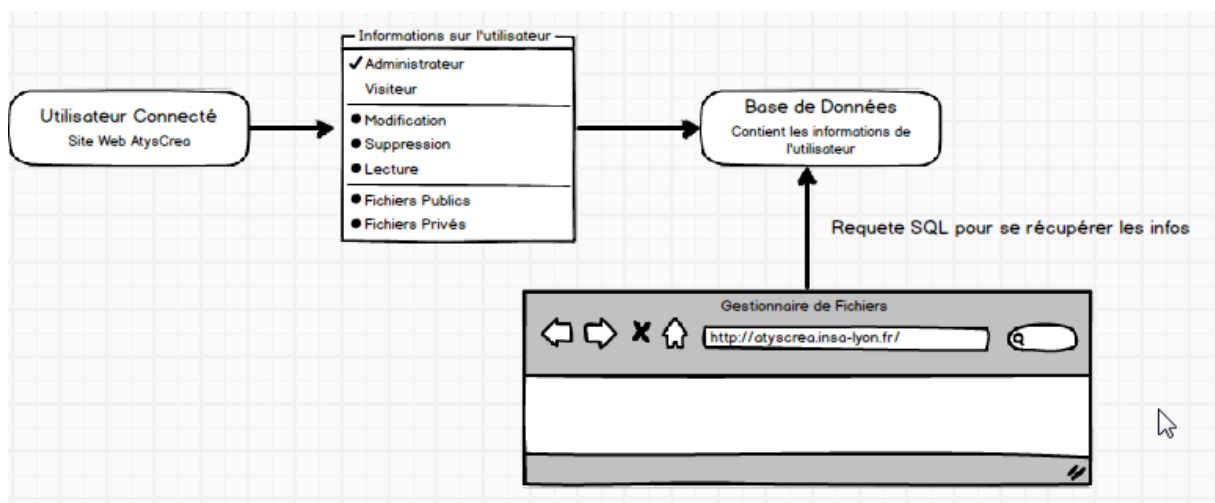 Informations sur l'utilisateur
Administrateur
Visiteur
Modification
Suppression
Lecture
Fichiers Publics
Fichiers Privés
Utilisateur Connecté
Site Web AtysCrea
Base de Données
Contient les informations de
l'utilisateur
Requete SQL pour se récupérer les infos
Gestionnaire de Fichiers
http://atyscrea.insa-lyon.fr/